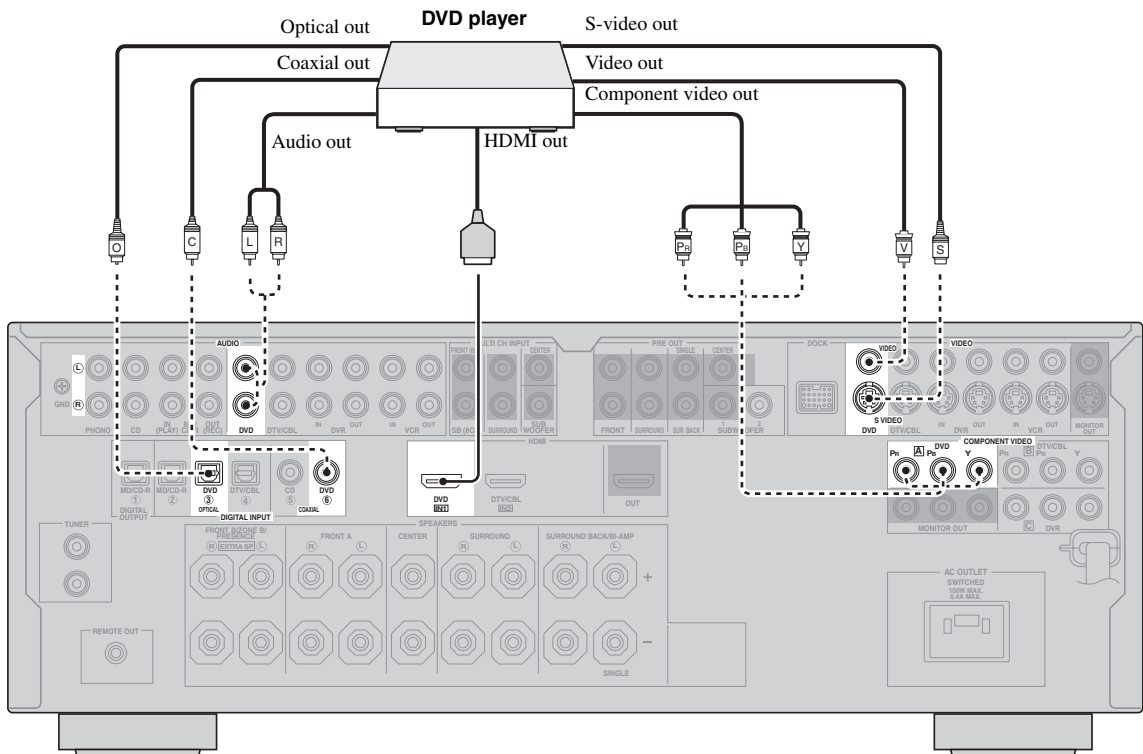 DVD player
Optical out
S-video out
Coaxial out
Video out
Component video out
Audio out
HDMI out
O
C
L
R
PR
PB
Y
V
S
AUDIO
MULTI CH INPUT
PRE OUT
DOCK
VIDEO
VIDEO
FRONT (6CH)
CENTER
SINGLE
CENTER
L
R
GND
S VIDEO
PHONO
CD
IN (PLAY)
OUT (REC)
DVD
DTV/CBL
IN
DVR
OUT
IN
VCR
OUT
SURROUND
SUB WOOFER
FRONT
SURROUND
SUR. BACK
1
2
SUBWOOFER
DVD
DTV/CBL
IN
DVR
OUT
IN
VCR
OUT
MONITOR OUT
HDMI
COMPONENT VIDEO
PR
A
DVD
PB
Y
PR
B
DTV/CBL
PB
Y
MD/CD-R
1
MD/CD-R
2
DVD
3
OPTICAL
DTV/CBL
4
CD
5
COAXIAL
DVD
6
DVD
IN1
DTV/CBL
IN2
OUT
DIGITAL OUTPUT
DIGITAL INPUT
MONITOR OUT
C
DVR
TUNER
SPEAKERS
FRONT B/ZONE B/
PRESENCE
R
EXTRA SP
L
FRONT A
R
L
CENTER
SURROUND
R
L
SURROUND BACK/BI-AMP
R
L
+
–
SINGLE
AC OUTLET
SWITCHED
100W MAX.
0.4A MAX.
REMOTE OUT